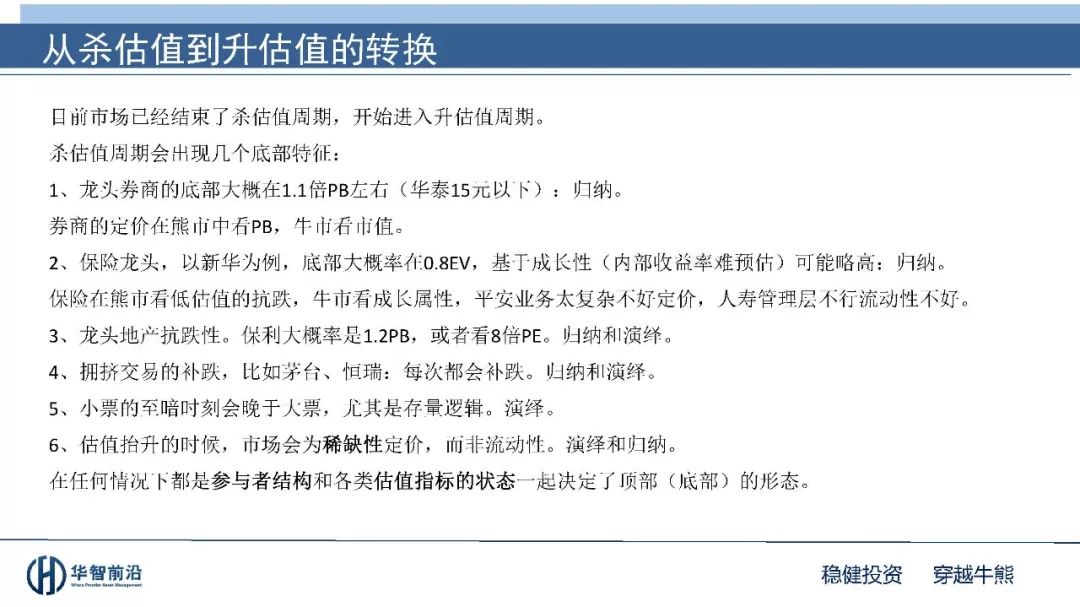 从杀估值到升估值的转换
目前市场已经结束了杀估值周期，开始进入升估值周期。
杀估值周期会出现几个底部特征：
1、龙头券商的底部大概在1.1倍PB左右（华泰15元以下）：归纳。
券商的定价在熊市中看PB，牛市看市值。
2、保险龙头，以新华为例，底部大概率在0.8EV，基于成长性（内部收益率难预估）可能略高：归纳。
保险在熊市看低估值的抗跌，牛市看成长属性，平安业务太复杂不好定价，人寿管理层不行流动性不好。
3、龙头地产抗跌性。保利大概率是1.2PB，或者看8倍PE。归纳和演绎。
4、拥挤交易的补跌，比如茅台、恒瑞：每次都会补跌。归纳和演绎。
5、小票的至暗时刻会晚于大票，尤其是存量逻辑。演绎。
6、估值抬升的时候，市场会为稀缺性定价，而非流动性。演绎和归纳。
在任何情况下都是参与者结构和各类估值指标的状态一起决定了顶部（底部）的形态。
华智前沿
稳健投资 穿越牛熊